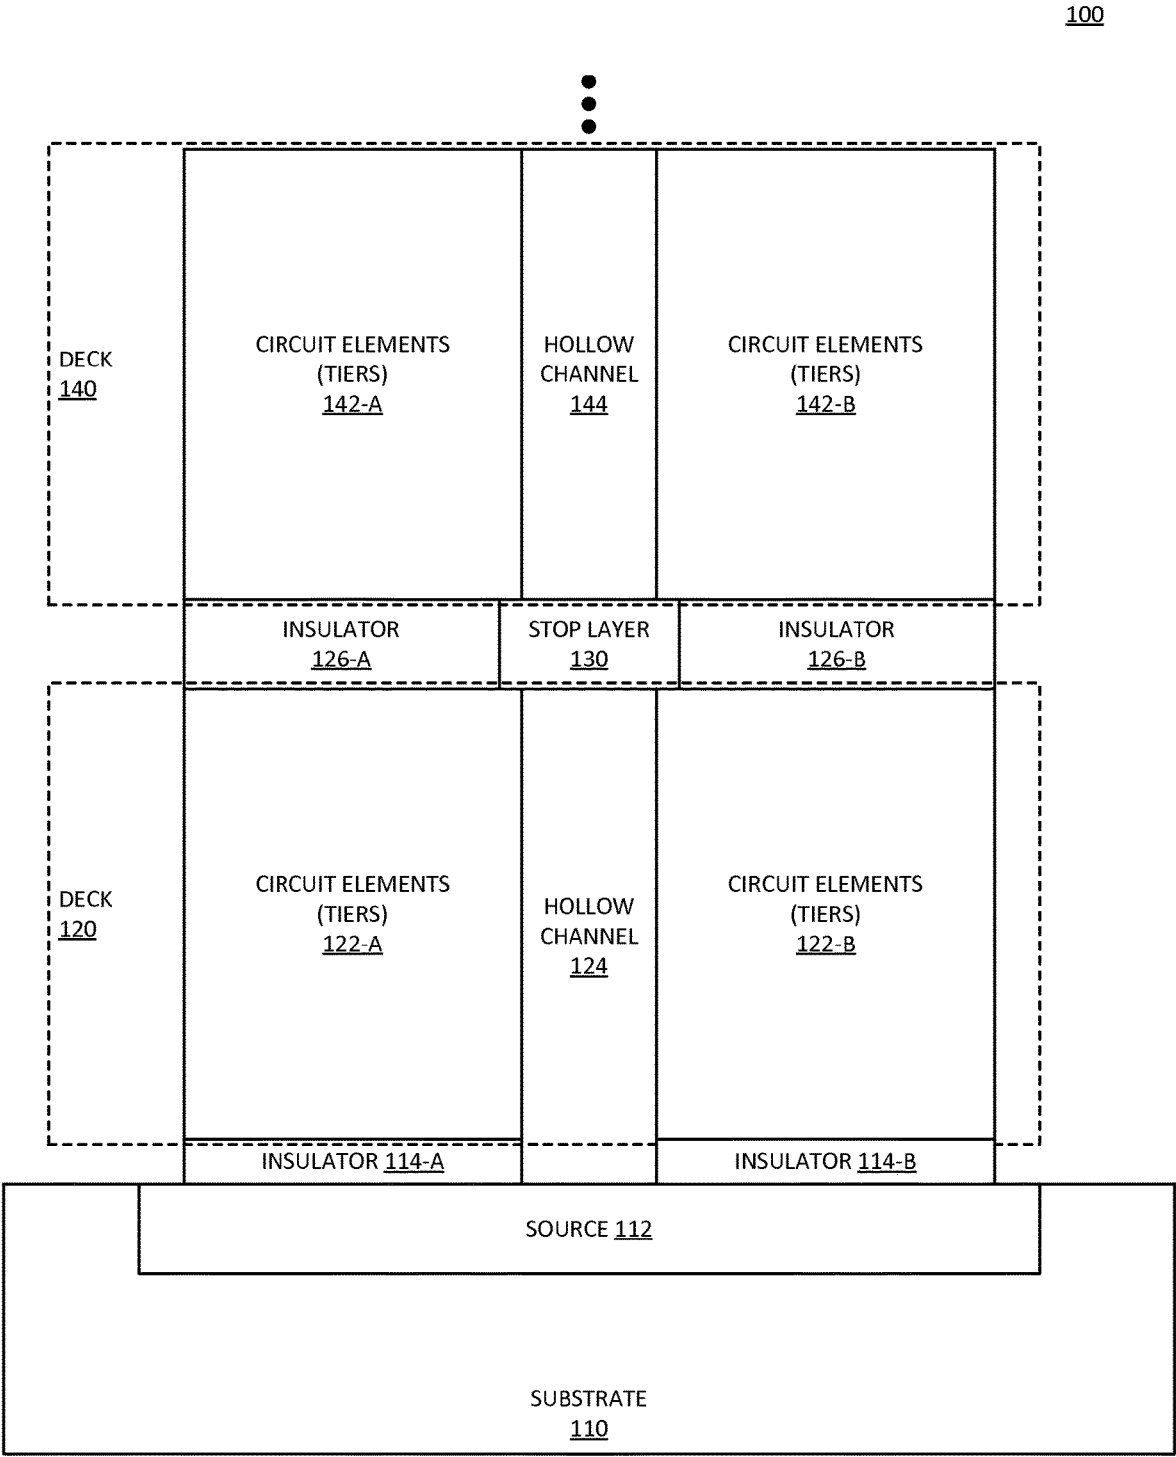 100
DECK
140
CIRCUIT ELEMENTS
(TIERS)
142-A
HOLLOW
CHANNEL
144
CIRCUIT ELEMENTS
(TIERS)
142-B
INSULATOR
126-A
STOP LAYER
130
INSULATOR
126-B
DECK
120
CIRCUIT ELEMENTS
(TIERS)
122-A
HOLLOW
CHANNEL
124
CIRCUIT ELEMENTS
(TIERS)
122-B
INSULATOR 114-A
INSULATOR 114-B
SOURCE 112
SUBSTRATE
110